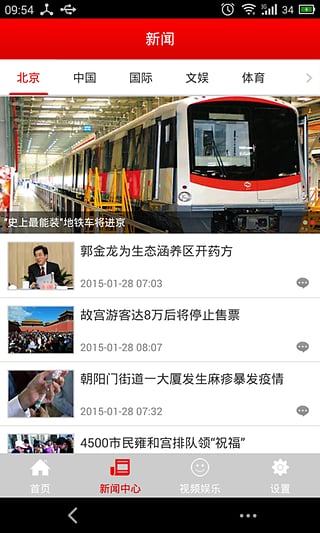 09:54
3G
34
新闻
北京
中国
国际
文娱
体育
“史上最能装”地铁车将进京
郭金龙为生态涵养区开药方
2015-01-28 07:03
故宫游客达8万后将停止售票
2015-01-28 08:07
朝阳门街道一大厦发生麻疹暴发疫情
2015-01-28 07:32
4500市民雍和宫排队领“祝福”
首页
新闻中心
视频娱乐
设置